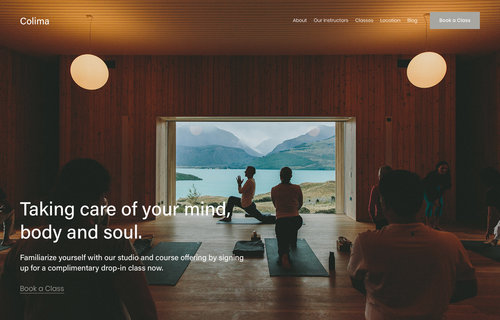 Colima
About Our Instructors Classes Location Blog Book a Class
Taking care of your mind,
body and soul.
Familiarize yourself with our studio and course offering by signing
up for a complimentary drop-in class now.
Book a Class